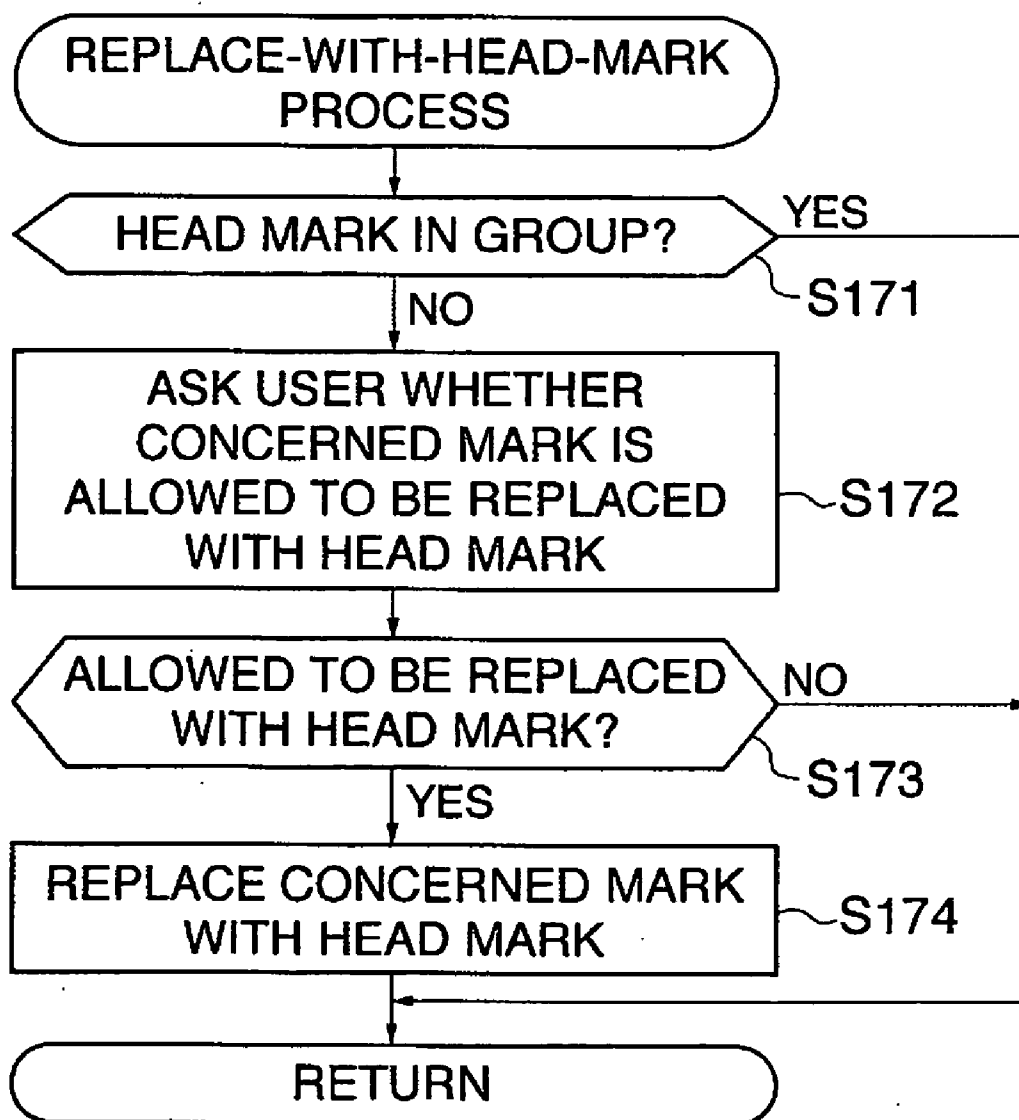 REPLACE-WITH-HEAD-MARK
PROCESS
HEAD MARK IN GROUP?
YES
S171
NO
ASK USER WHETHER
CONCERNED MARK IS
ALLOWED TO BE REPLACED
WITH HEAD MARK
S172
ALLOWED TO BE REPLACED
WITH HEAD MARK?
NO
S173
YES
REPLACE CONCERNED MARK
WITH HEAD MARK
S174
RETURN